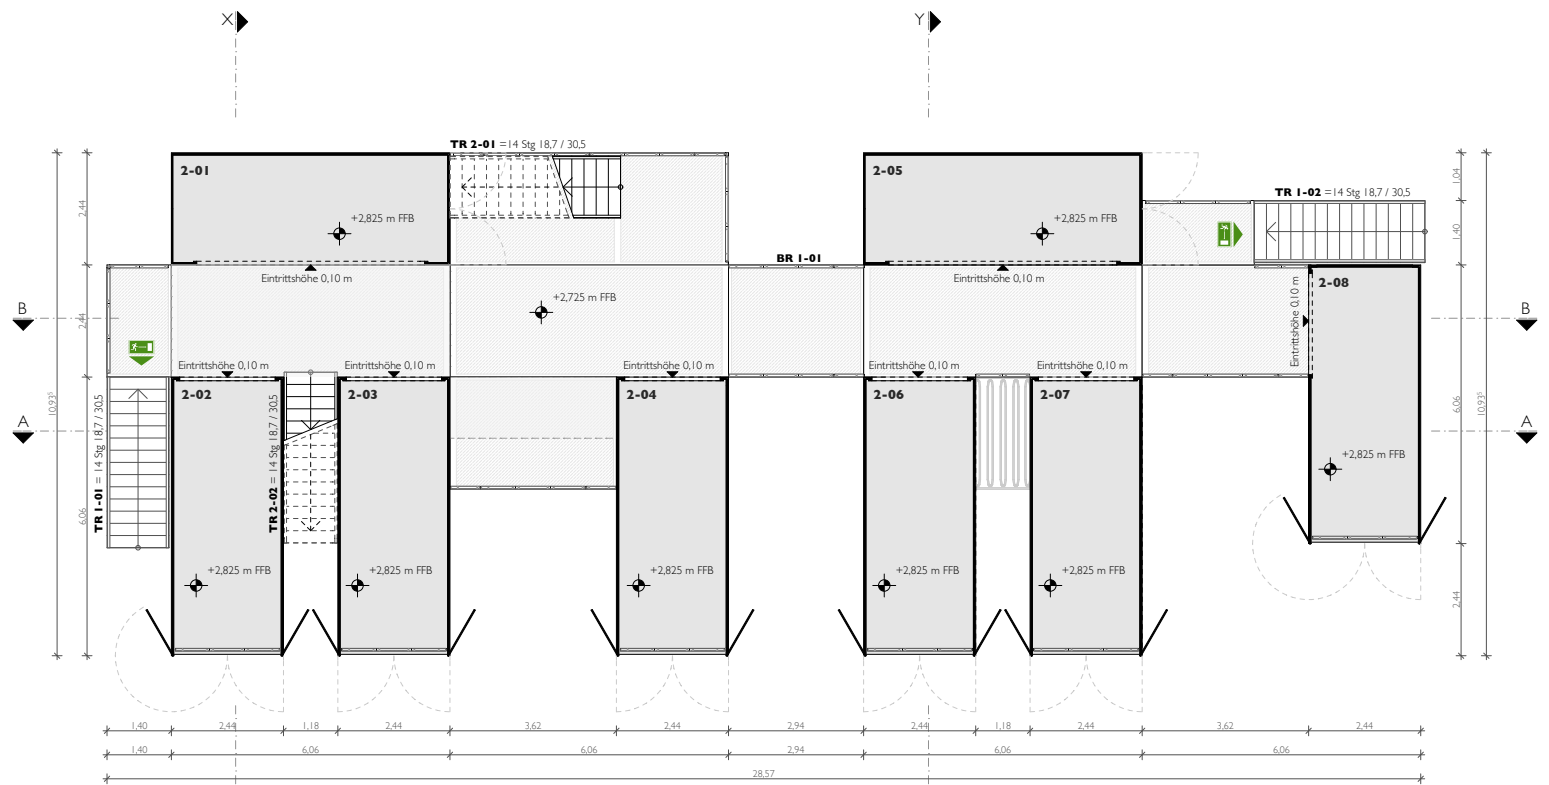 X
Y
TR 2-01 =14 Stg 18,7 / 30,5
2-01
2-05
TR 1-02 =14 Stg 18,7 / 30,5
1,04
2,44
+2,825 m FFB
+2,825 m FFB
1,40
BR 1-01
Eintrittshöhe 0,10 m
Eintrittshöhe 0,10 m
2-08
Eintrittshöhe 0,10 m
+2,725 m FFB
B
2,44
B
Eintrittshöhe 0,10 m
Eintrittshöhe 0,10 m
Eintrittshöhe 0,10 m
Eintrittshöhe 0,10 m
Eintrittshöhe 0,10 m
2-02
2-03
2-04
2-06
2-07
10,93⁵
6,06
10,93⁵
A
A
TR 1-01 = 14 Stg 18,7 / 30,5
TR 2-02 = 14 Stg 18,7 / 30,5
+2,825 m FFB
6,06
+2,825 m FFB
+2,825 m FFB
+2,825 m FFB
+2,825 m FFB
+2,825 m FFB
2,44
1,40
2,44
1,18
2,44
3,62
2,44
2,94
2,44
1,18
2,44
3,62
2,44
1,40
6,06
6,06
2,94
6,06
6,06
28,57